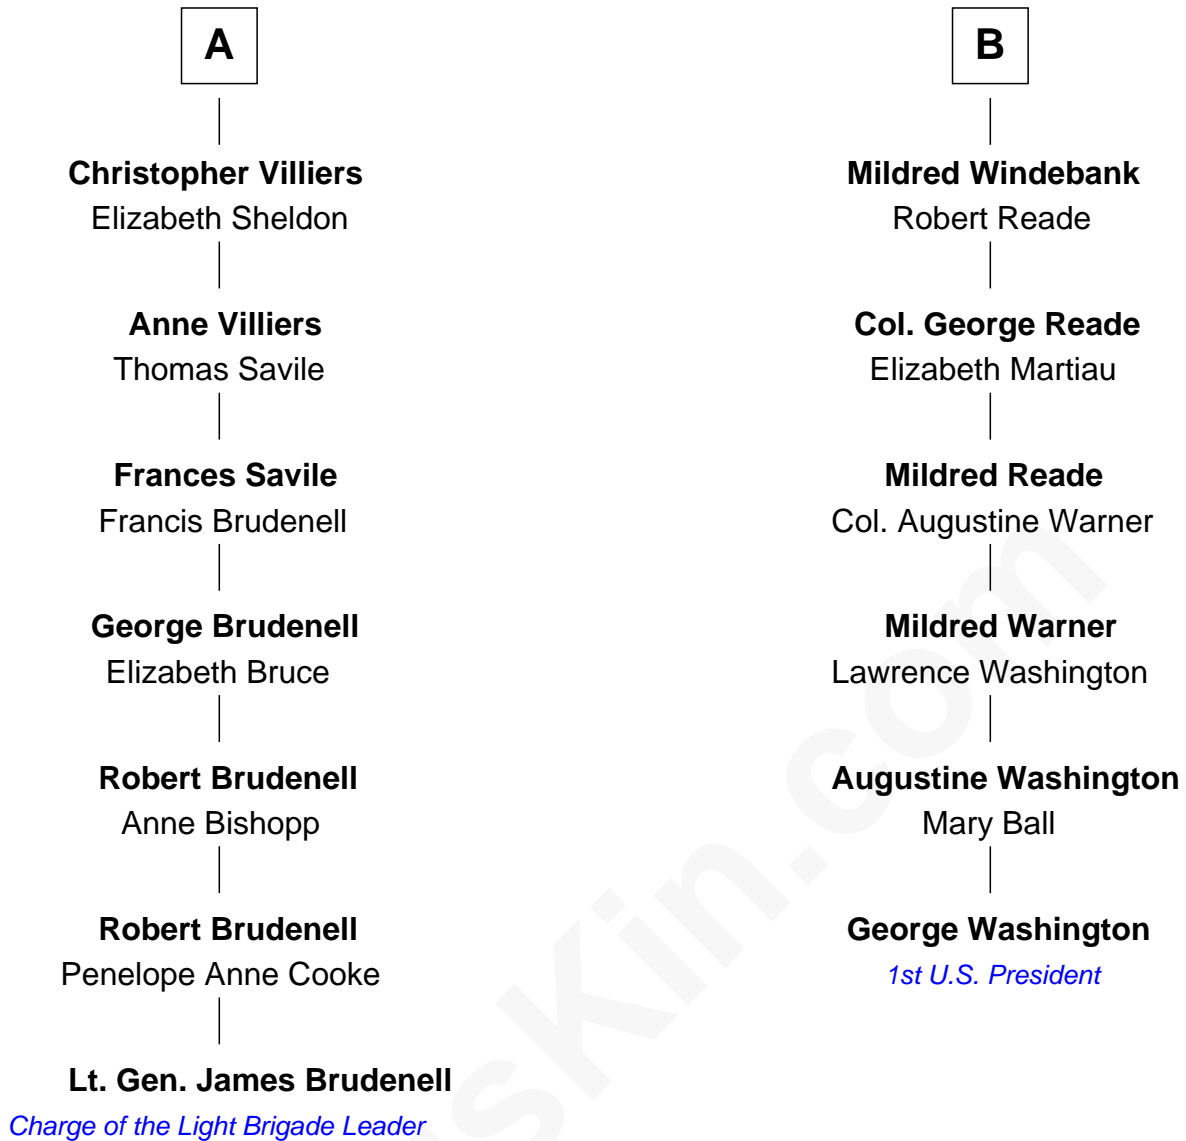 A
Christopher Villiers
Elizabeth Sheldon
Anne Villiers
Thomas Savile
Frances Savile
Francis Brudenell
George Brudenell
Elizabeth Bruce
Robert Brudenell
Anne Bishopp
Robert Brudenell
Penelope Anne Cooke
Lt. Gen. James Brudenell
Charge of the Light Brigade Leader
B
Mildred Windebank
Robert Reade
Col. George Reade
Elizabeth Martiau
Mildred Reade
Col. Augustine Warner
Mildred Warner
Lawrence Washington
Augustine Washington
Mary Ball
George Washington
1st U.S. President
sKin.com